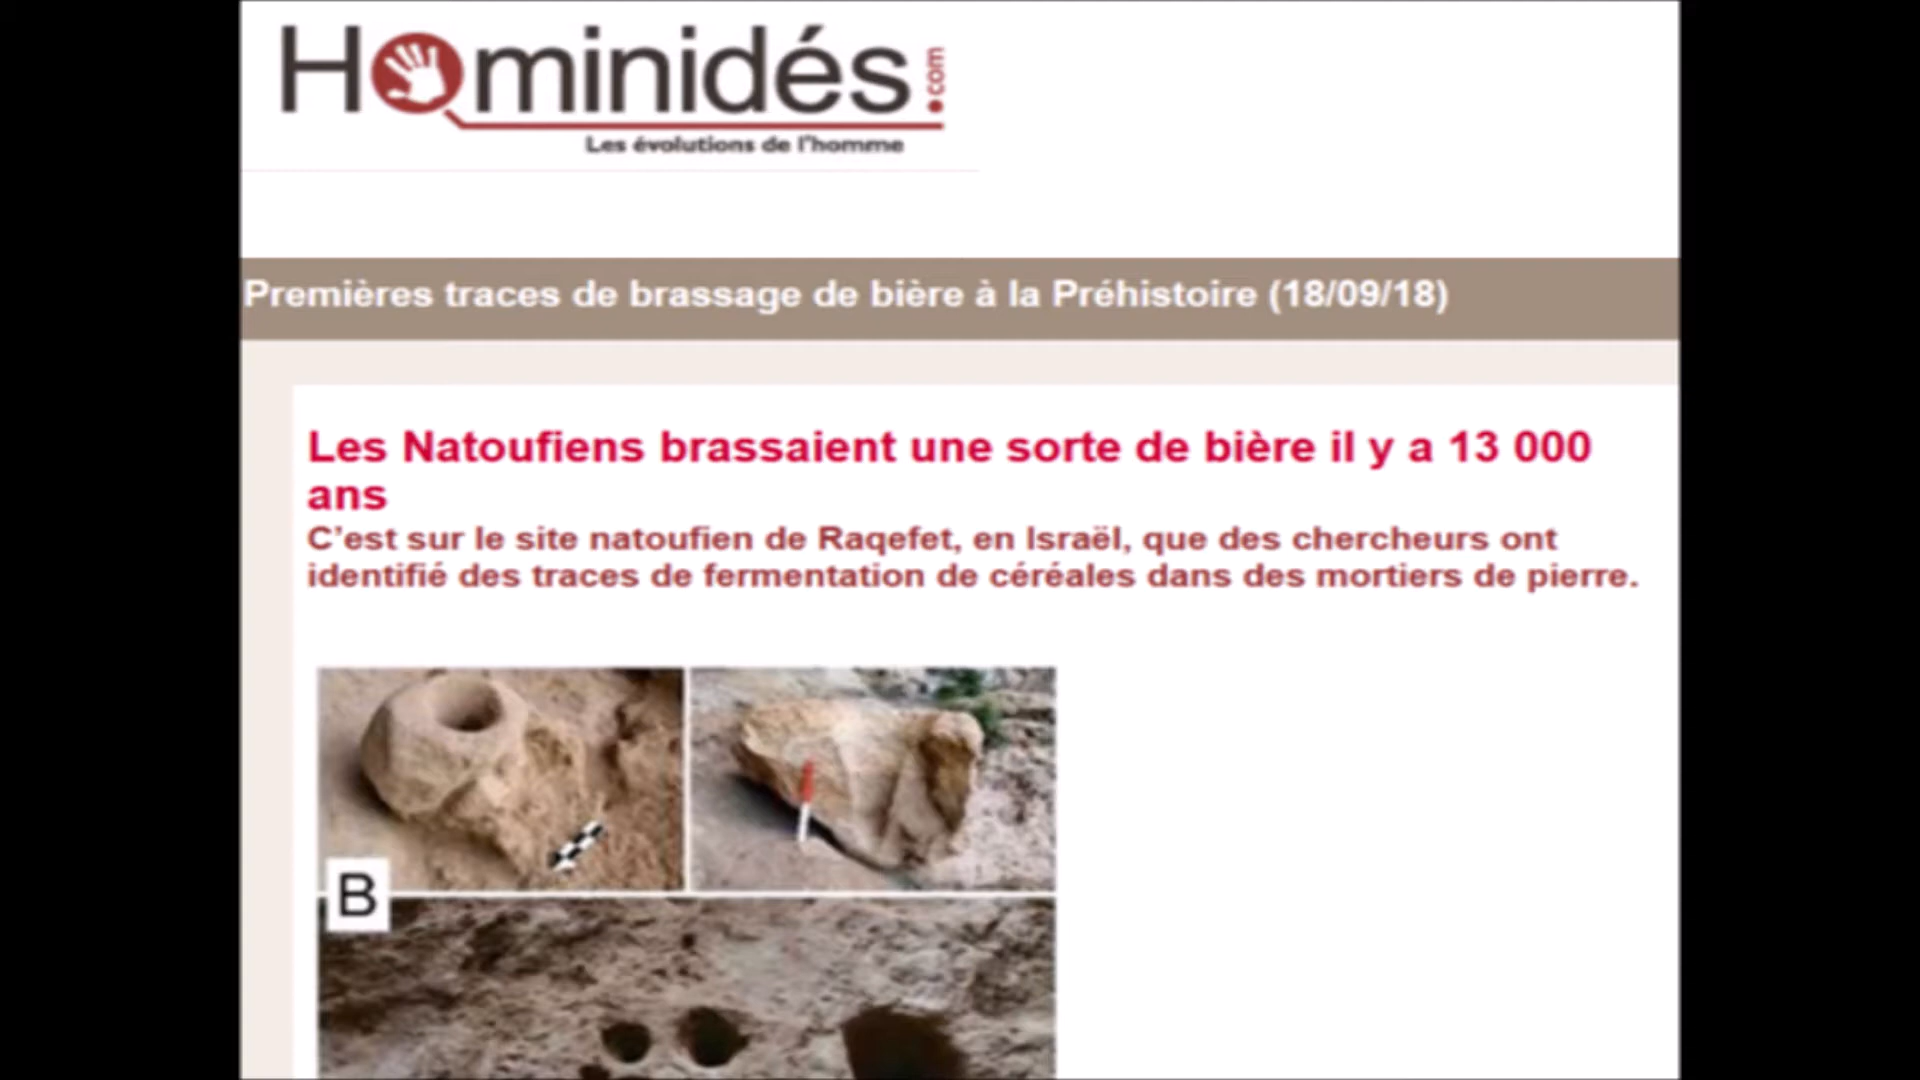 Hominidés.com
Les évolutions de l'homme
Premières traces de brassage de bière à la Préhistoire (18/09/18)
Les Natoufiens brassaient une sorte de bière il y a 13 000
ans
C'est sur le site natoufien de Raqefet, en Israël, que des chercheurs ont
identifié des traces de fermentation de céréales dans des mortiers de pierre.
B